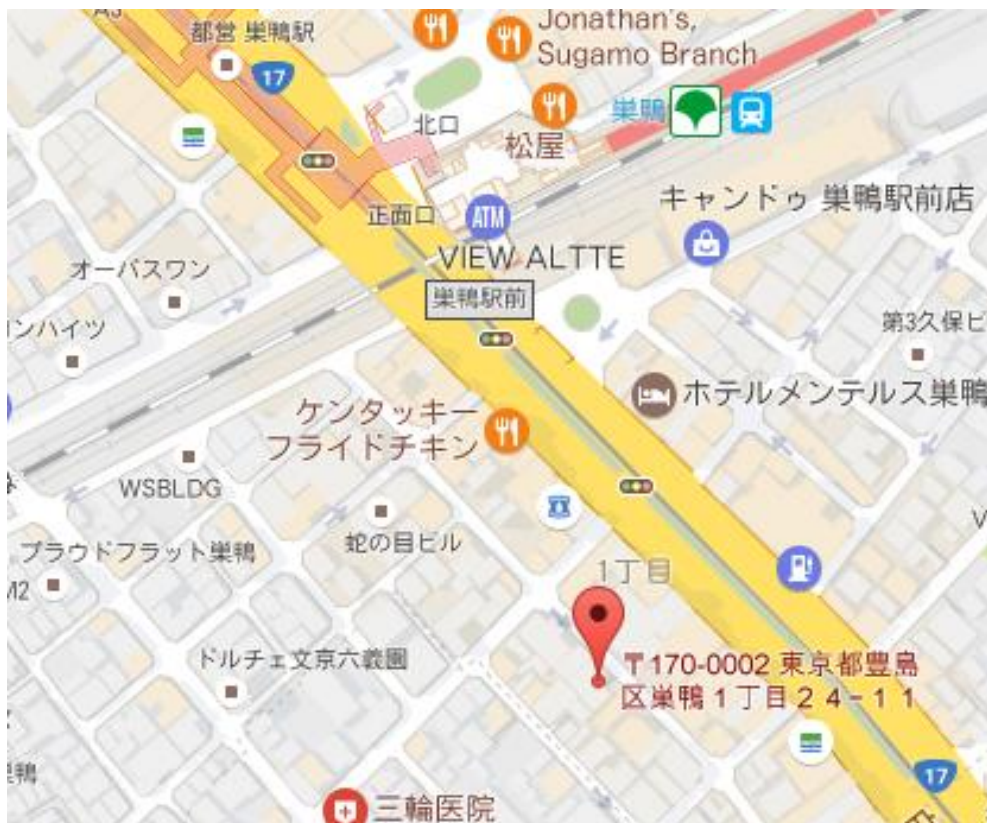 A3
都営 巣鴨駅
17
Jonathan's,
Sugamo Branch
北口
松屋
巣鴨
正面口
ATM
VIEW ALTTE
巣鴨駅前
キャンドゥ 巣鴨駅前店
オーパスワン
ンハイツ
第3久保ビ
ホテルメンテルス巣鴨
ケンタッキー
フライドチキン
WSBLDG
蛇の目ビル
プラウドフラット巣鴨
M2
1丁目
ドルチェ文京六義園
〒170-0002 東京都豊島
区巣鴨1丁目24-11
17
巣鴨
三輪医院